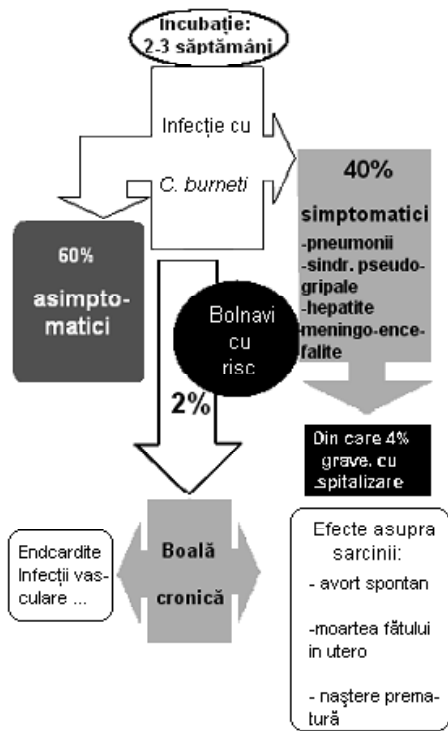 Incubație:
2-3 săptămâni
Infecție cu
C. burneti
60%
asimpto-
matici
40%
simptomatici
-pneumonii
-sindr. pseudo-
gripale
-hepatite
meningo-ence-
falite
Bolnavi
cu
risc
2%
Din care 4%
grave. cu
spitalizare
Boală
cronică
Endcardite
Infecții vas-
culare ...
Efecte asupra
sarcinii:
- avort spontan
-moartea fătului
in utero
- naștere prema-
tură